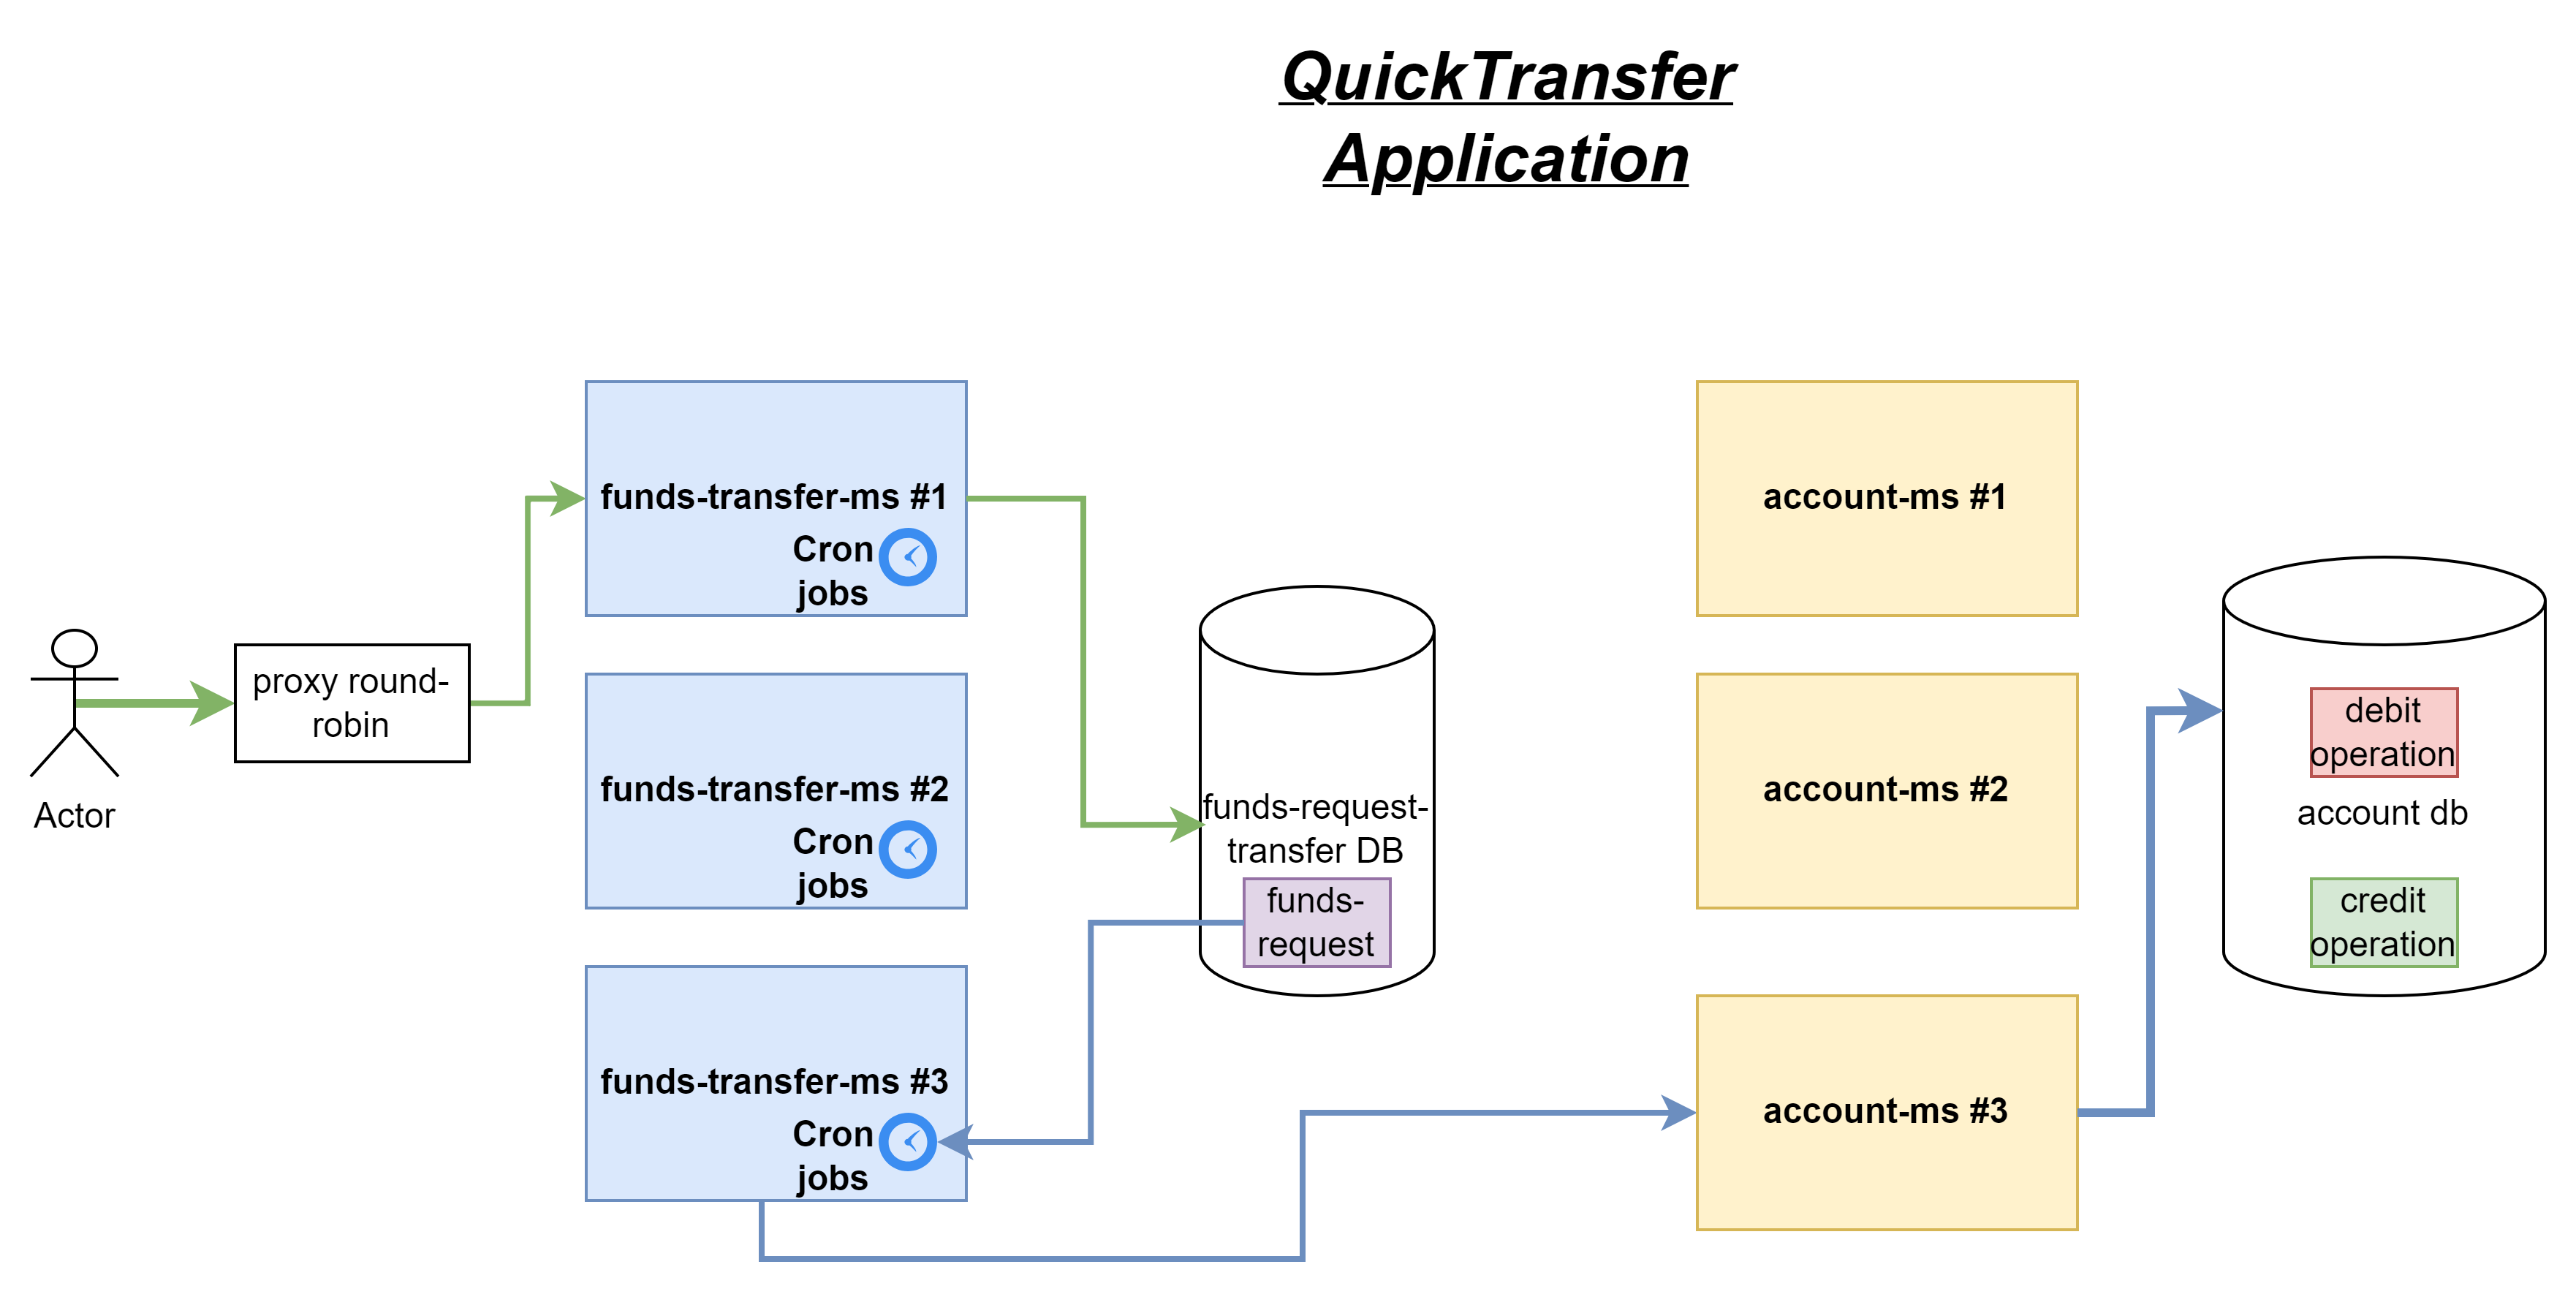 QuickTransfer
Application
funds-transfer-ms #1
Cron
jobs
account-ms #1
proxy round-
robin
Actor
funds-transfer-ms #2
Cron
jobs
funds-request-
transfer DB
funds-
request
account-ms #2
debit
operation
account db
credit
operation
funds-transfer-ms #3
Cron
jobs
account-ms #3